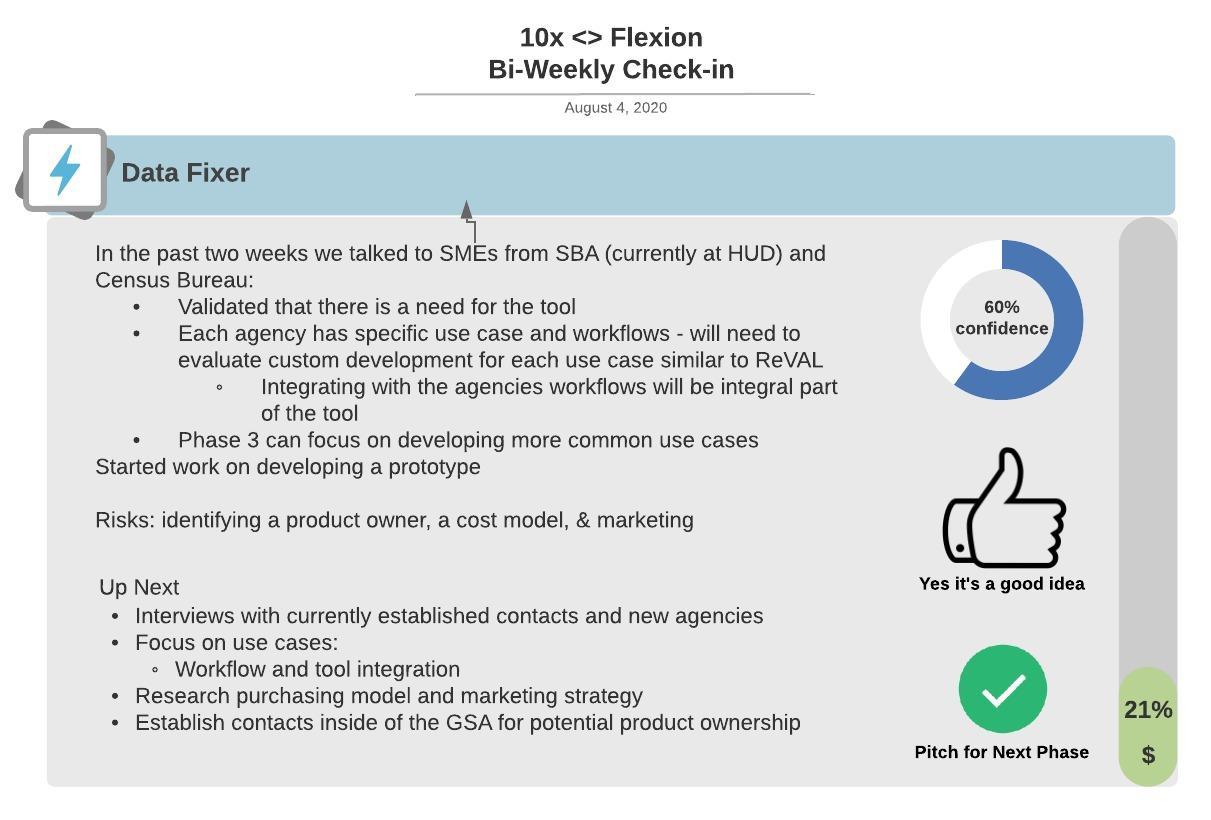 10x <> Flexion
Bi-Weekly Check-in
August 4, 2020
Data Fixer
In the past two weeks we talked to SMEs from SBA (currently at HUD) and
Census Bureau:
• Validated that there is a need for the tool
• Each agency has specific use case and workflows - will need to
evaluate custom development for each use case similar to ReVAL
◦ Integrating with the agencies workflows will be integral part
of the tool
• Phase 3 can focus on developing more common use cases
Started work on developing a prototype
Risks: identifying a product owner, a cost model, & marketing
Up Next
• Interviews with currently established contacts and new agencies
• Focus on use cases:
◦ Workflow and tool integration
• Research purchasing model and marketing strategy
• Establish contacts inside of the GSA for potential product ownership
60%
confidence
Yes it's a good idea
Pitch for Next Phase
21%
$